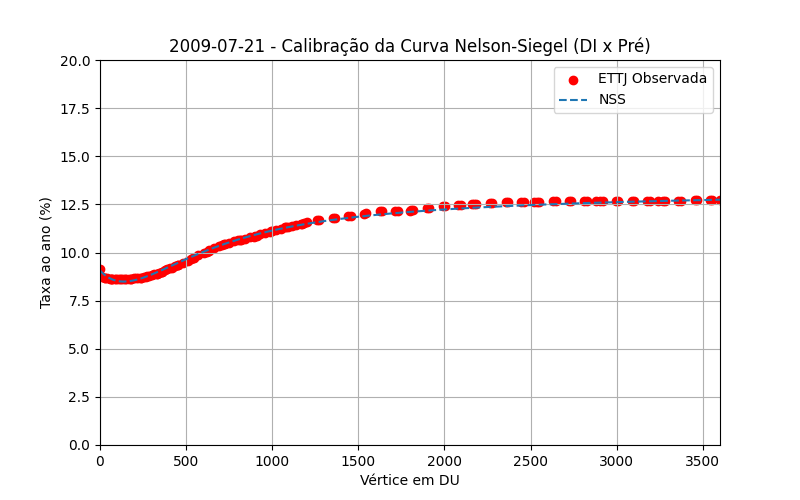 2009-07-21 - Calibração da Curva Nelson-Siegel (DI x Pré)
ETTJ Observada
NSS
Taxa ao ano (%)
20.0
17.5
15.0
12.5
10.0
7.5
5.0
2.5
0.0
0 500 1000 1500 2000 2500 3000 3500
Vértice em DU